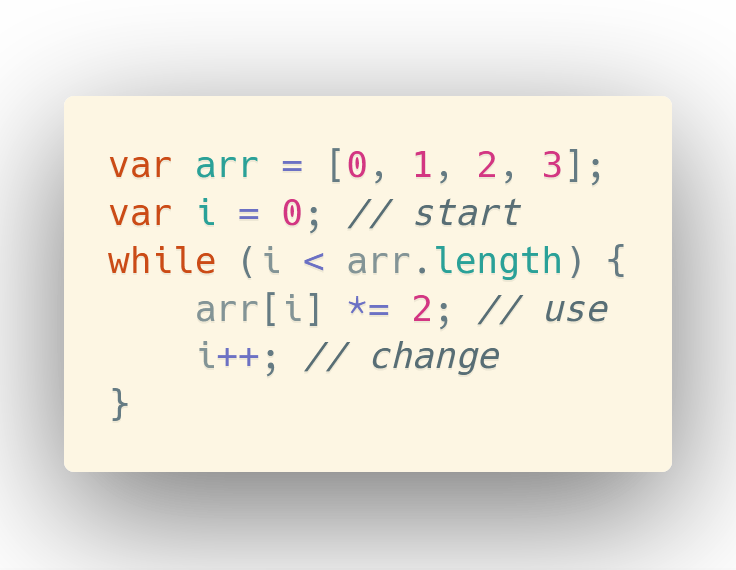 var arr = [0, 1, 2, 3];
var i = 0; // start
while (i < arr.length) {
    arr[i] *= 2; // use
    i++; // change
}